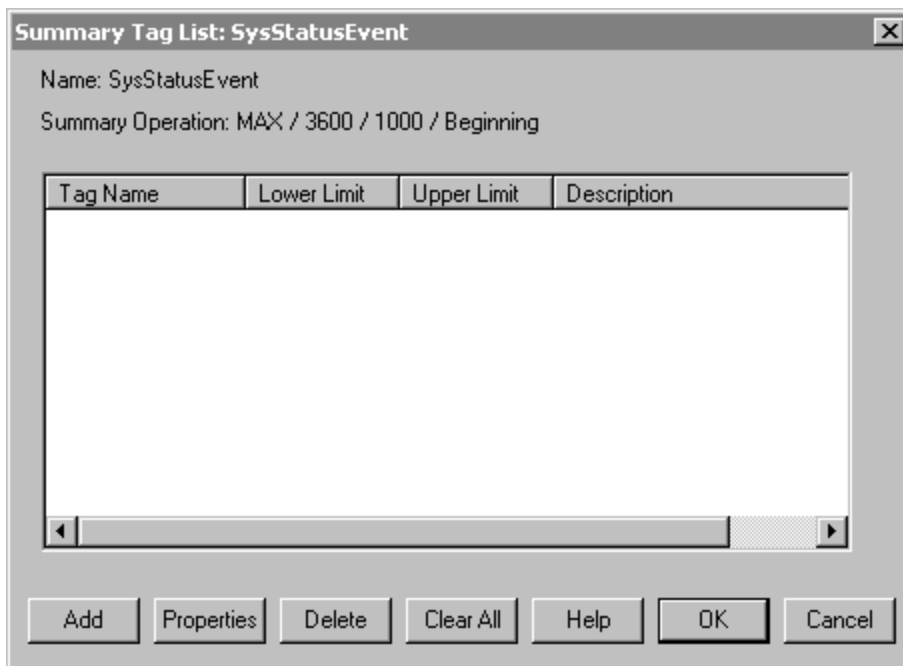 Summary Tag List: SysStatusEvent
Name: SysStatusEvent
Summary Operation: MAX / 3600 / 1000 / Beginning
Tag Name Lower Limit Upper Limit Description
Add Properties Delete Clear All Help OK Cancel